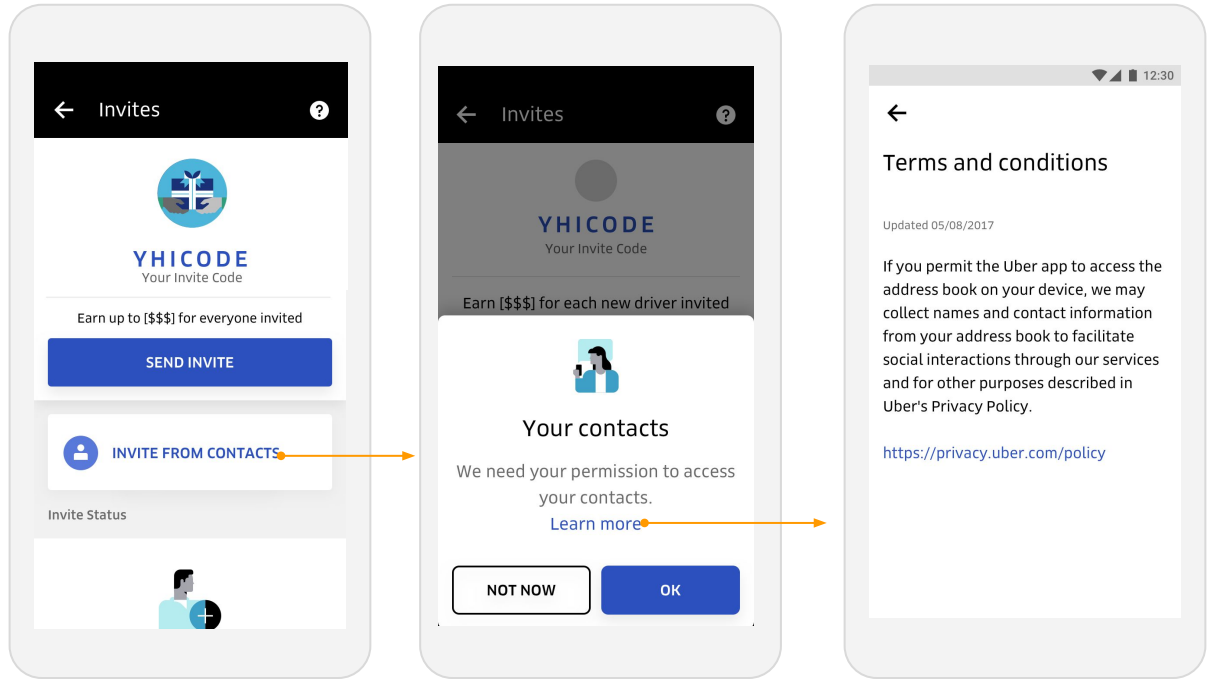 Invites
?
YHICODE
Your Invite Code
Earn up to [$$$] for everyone invited
SEND INVITE
INVITE FROM CONTACTS
Invite Status
Invites
?
YHICODE
Your Invite Code
Earn [$$$] for each new driver invited
Your contacts
We need your permission to access
your contacts.
Learn more
NOT NOW
OK
12:30
Terms and conditions
Updated 05/08/2017
If you permit the Uber app to access the
address book on your device, we may
collect names and contact information
from your address book to facilitate
social interactions through our services
and for other purposes described in
Uber's Privacy Policy.
https://privacy.uber.com/policy